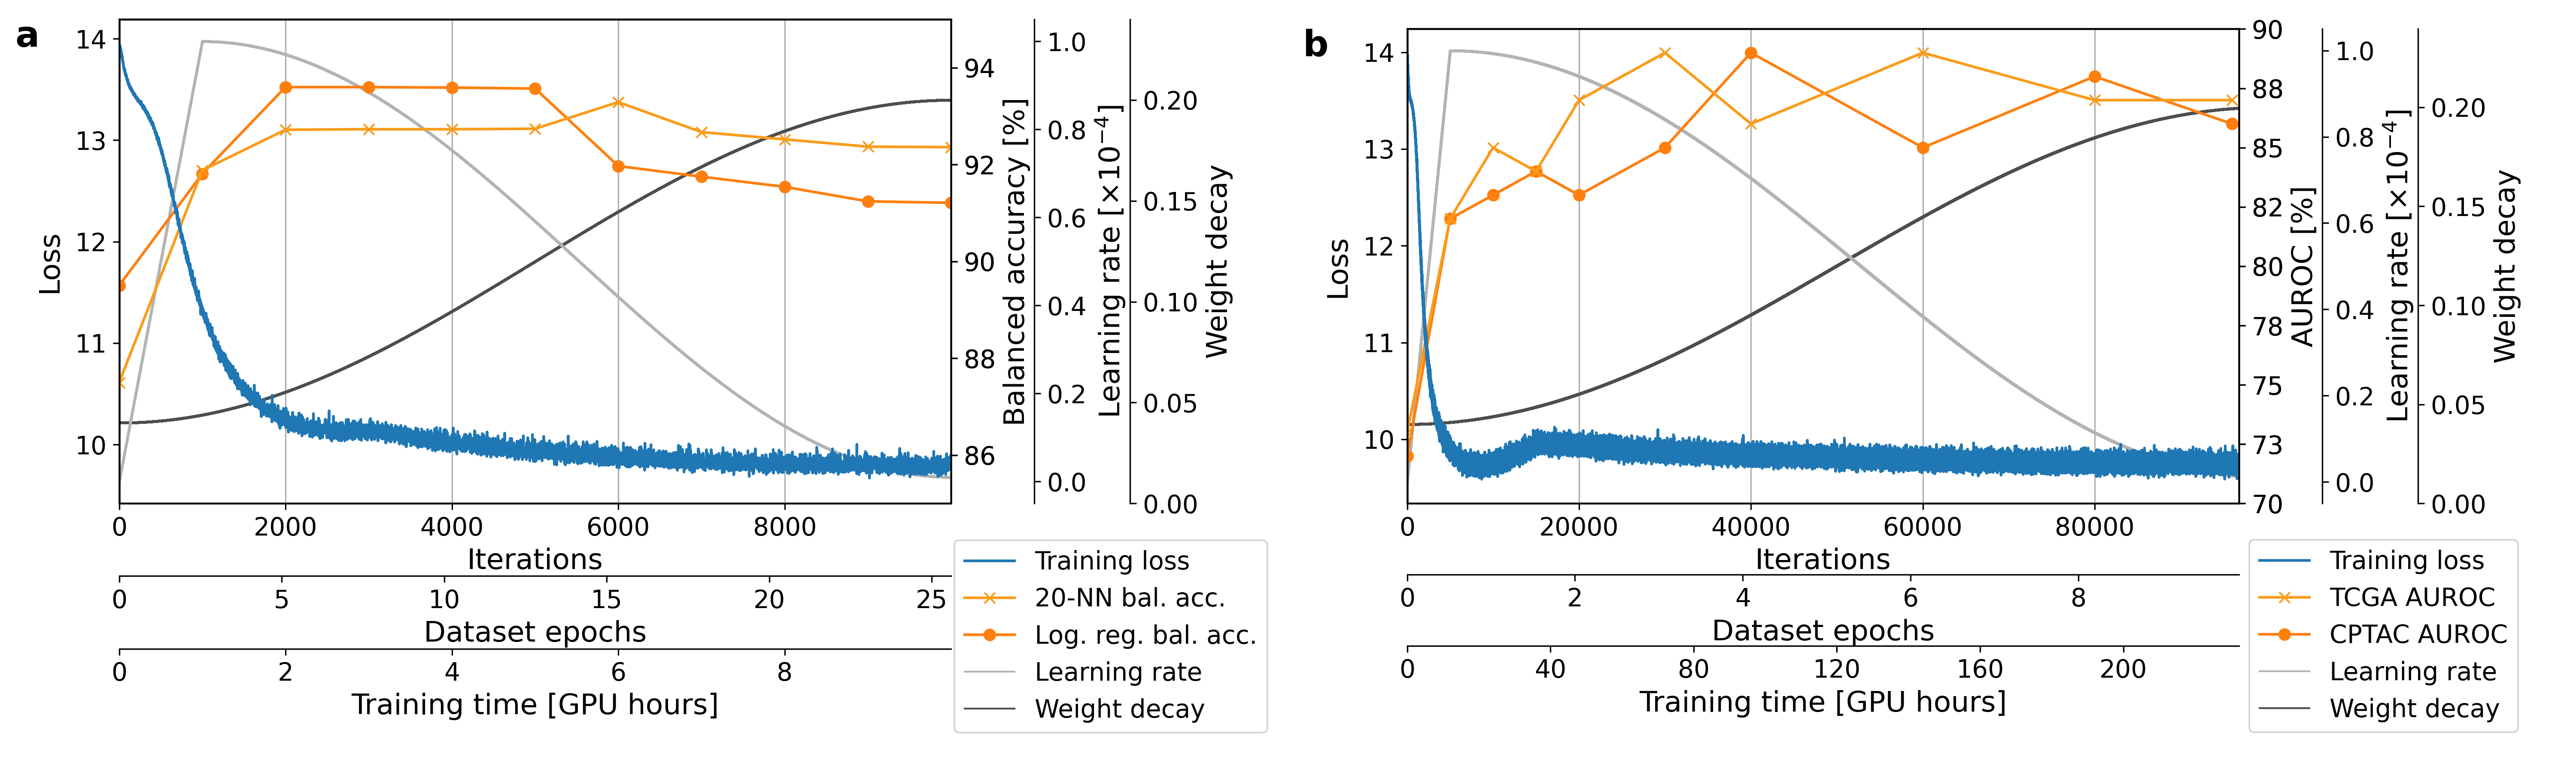 a
14
13
12
11
10
Loss
94
92
90
88
86
Balanced accuracy [%]
1.0
0.8
0.6
0.4
0.2
0.0
Learning rate [×10⁻⁴]
0.20
0.15
0.10
0.05
0.00
Weight decay
0 2000 4000 6000 8000
Iterations
0 5 10 15 20 25
Dataset epochs
0 2 4 6 8
Training time [GPU hours]
Training loss
20-NN bal. acc.
Log. reg. bal. acc.
Learning rate
Weight decay
b
14
13
12
11
10
Loss
90
88
85
82
80
78
75
73
70
AUROC [%]
1.0
0.8
0.6
0.4
0.2
0.0
Learning rate [×10⁻⁴]
0.20
0.15
0.10
0.05
0.00
Weight decay
0 20000 40000 60000 80000
Iterations
0 2 4 6 8
Dataset epochs
0 40 80 120 160 200
Training time [GPU hours]
Training loss
TCGA AUROC
CPTAC AUROC
Learning rate
Weight decay